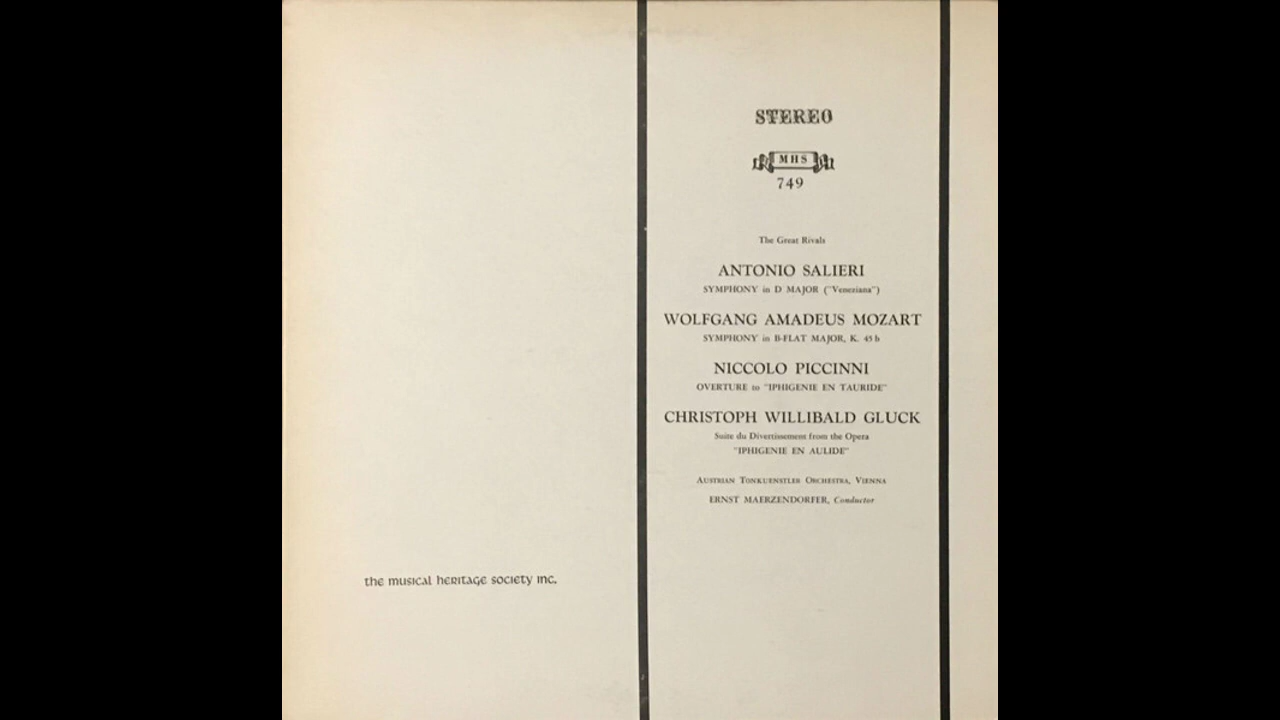 STEREO
MHS
749
The Great Rivals
ANTONIO SALIERI
SYMPHONY in D MAJOR ("Veneziana")
WOLFGANG AMADEUS MOZART
SYMPHONY in B-FLAT MAJOR, K. 45 b
NICCOLO PICCINNI
OVERTURE to "IPHIGENIE EN TAURIDE"
CHRISTOPH WILLIBALD GLUCK
Suite du Divertissement from the Opera
"IPHIGENIE EN AULIDE"
AUSTRIAN TONKUENSTLER ORCHESTRA, VIENNA
ERNST MAERZENDORFER, Conductor
the musical heritage society inc.